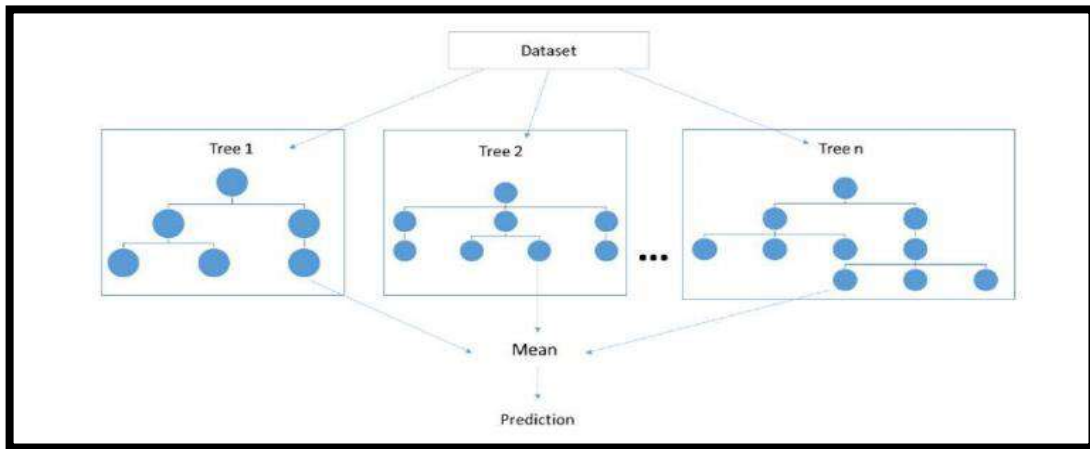 Dataset
Tree 1
Tree 2
Tree n
...
Mean
Prediction